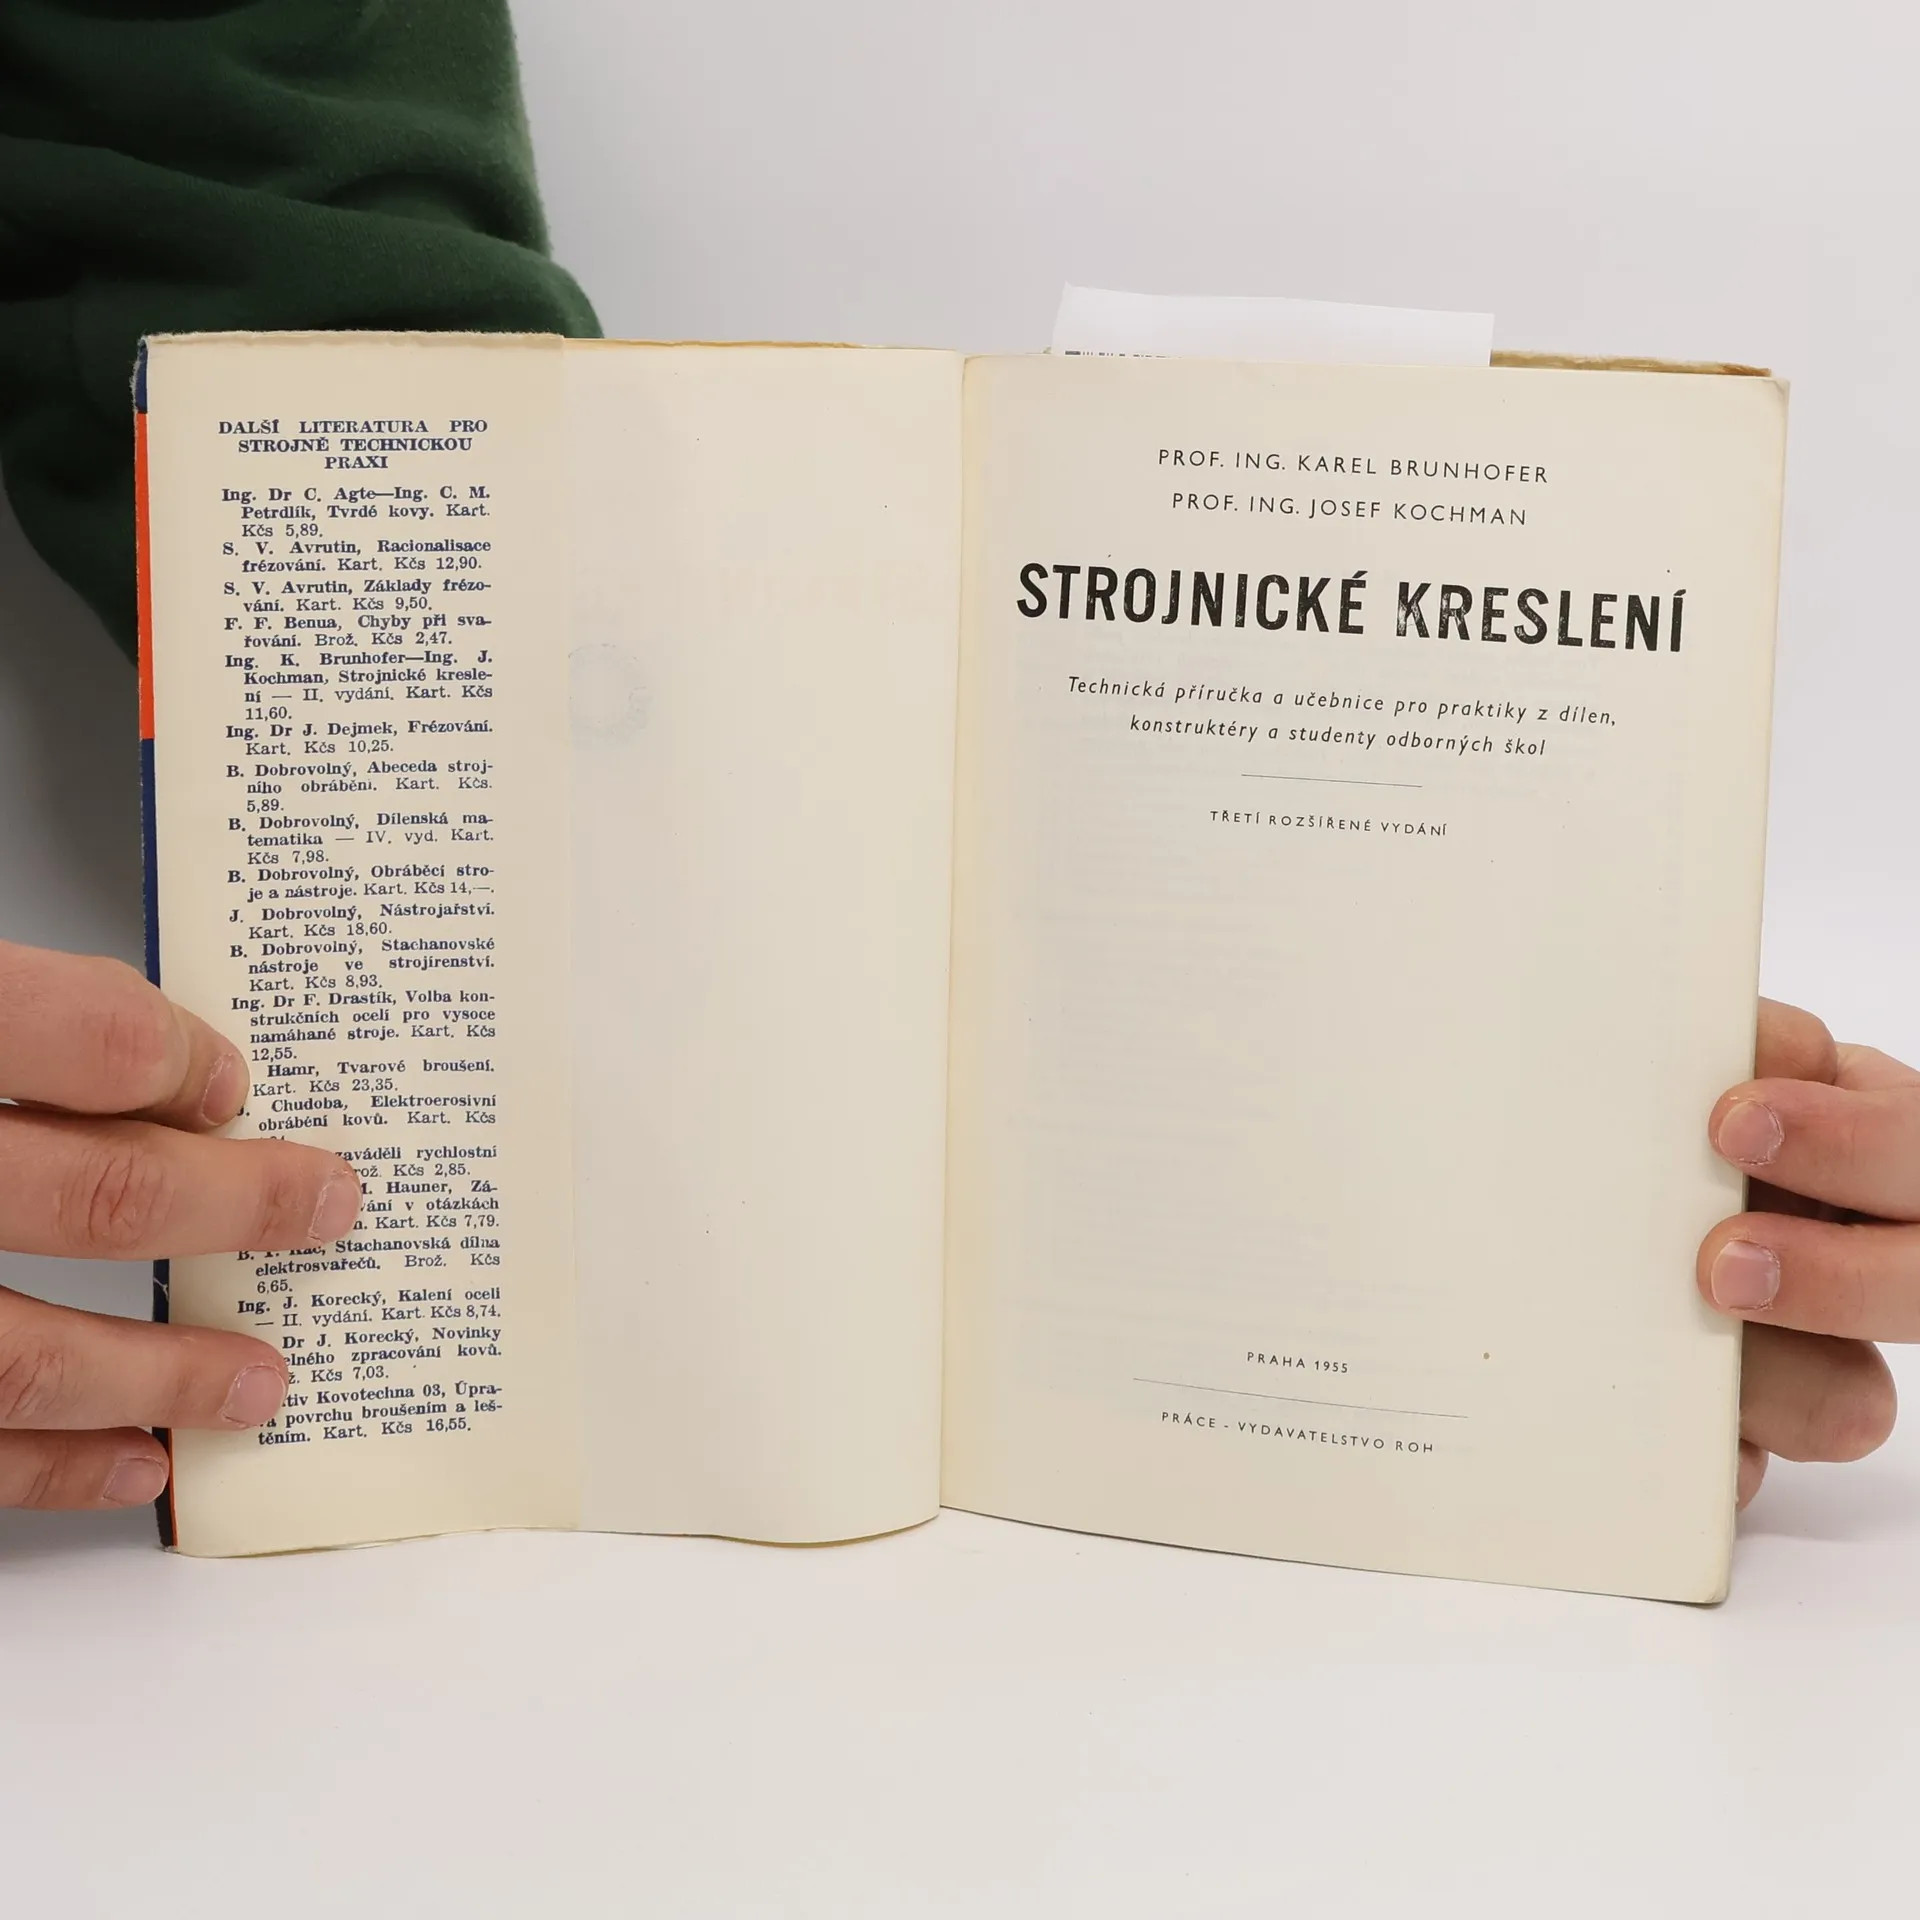 DALŠÍ LITERATURA PRO
STROJNĚ TECHNICKOU
PRAXI
Ing. Dr C. Agte—Ing. C. M.
Petrdlík, Tvrdé kovy. Kart.
Kčs 5,89.
S. V. Avrutin, Racionalisace
frézování. Kart. Kčs 12,90.
S. V. Avrutin, Základy frézo-
vání. Kart. Kčs 9,50.
F. F. Benua, Chyby při sva-
řování. Brož. Kčs 2,47.
Ing. K. Brunhofer—Ing. J.
Kochman, Strojnické kresle-
ní — II. vydání. Kart. Kčs
11,60.
Ing. Dr J. Dejmek, Frézování.
Kart. Kčs 10,25.
B. Dobrovolný, Abeceda stroj-
ního obrábění. Kart. Kčs.
5,89.
B. Dobrovolný, Dílenská ma-
tematika — IV. vyd. Kart.
Kčs 7,98.
B. Dobrovolný, Obráběcí stro-
je a nástroje. Kart. Kčs 14,—.
J. Dobrovolný, Nástrojařství.
Kart. Kčs 18,60.
B. Dobrovolný, Stachanovské
nástroje ve strojírenství.
Kart. Kčs 8,93.
Ing. Dr F. Drastík, Volba kon-
strukčních ocelí pro vysoce
namáhané stroje. Kart. Kčs
12,55.
Hamr, Tvarové broušení.
Kart. Kčs 23,35.
J. Chudoba, Elektroerosivní
obrábění kovů. Kart. Kčs
zaváděli rychlostní
Kčs 2,85.
M. Hauner, Zá-
v otázkách
Kart. Kčs 7,79.
Stachanovská dílna
elektrosvařečů. Brož. Kčs
6,65.
Ing. J. Korecký, Kalení oceli
— II. vydání. Kart. Kčs 8,74.
Dr J. Korecký, Novinky
zpracování kovů.
Kčs 7,03.
Kovotechna 03, Úpra-
povrchu broušením a leš-
těním. Kart. Kčs 16,55.
PROF. ING. KAREL BRUNHOFER
PROF. ING. JOSEF KOCHMAN
STROJNICKÉ KRESLENÍ
Technická příručka a učebnice pro praktiky z dílen,
konstruktéry a studenty odborných škol
TŘETÍ ROZŠÍŘENÉ VYDÁNÍ
PRAHA 1955
PRÁCE - VYDAVATELSTVO ROH